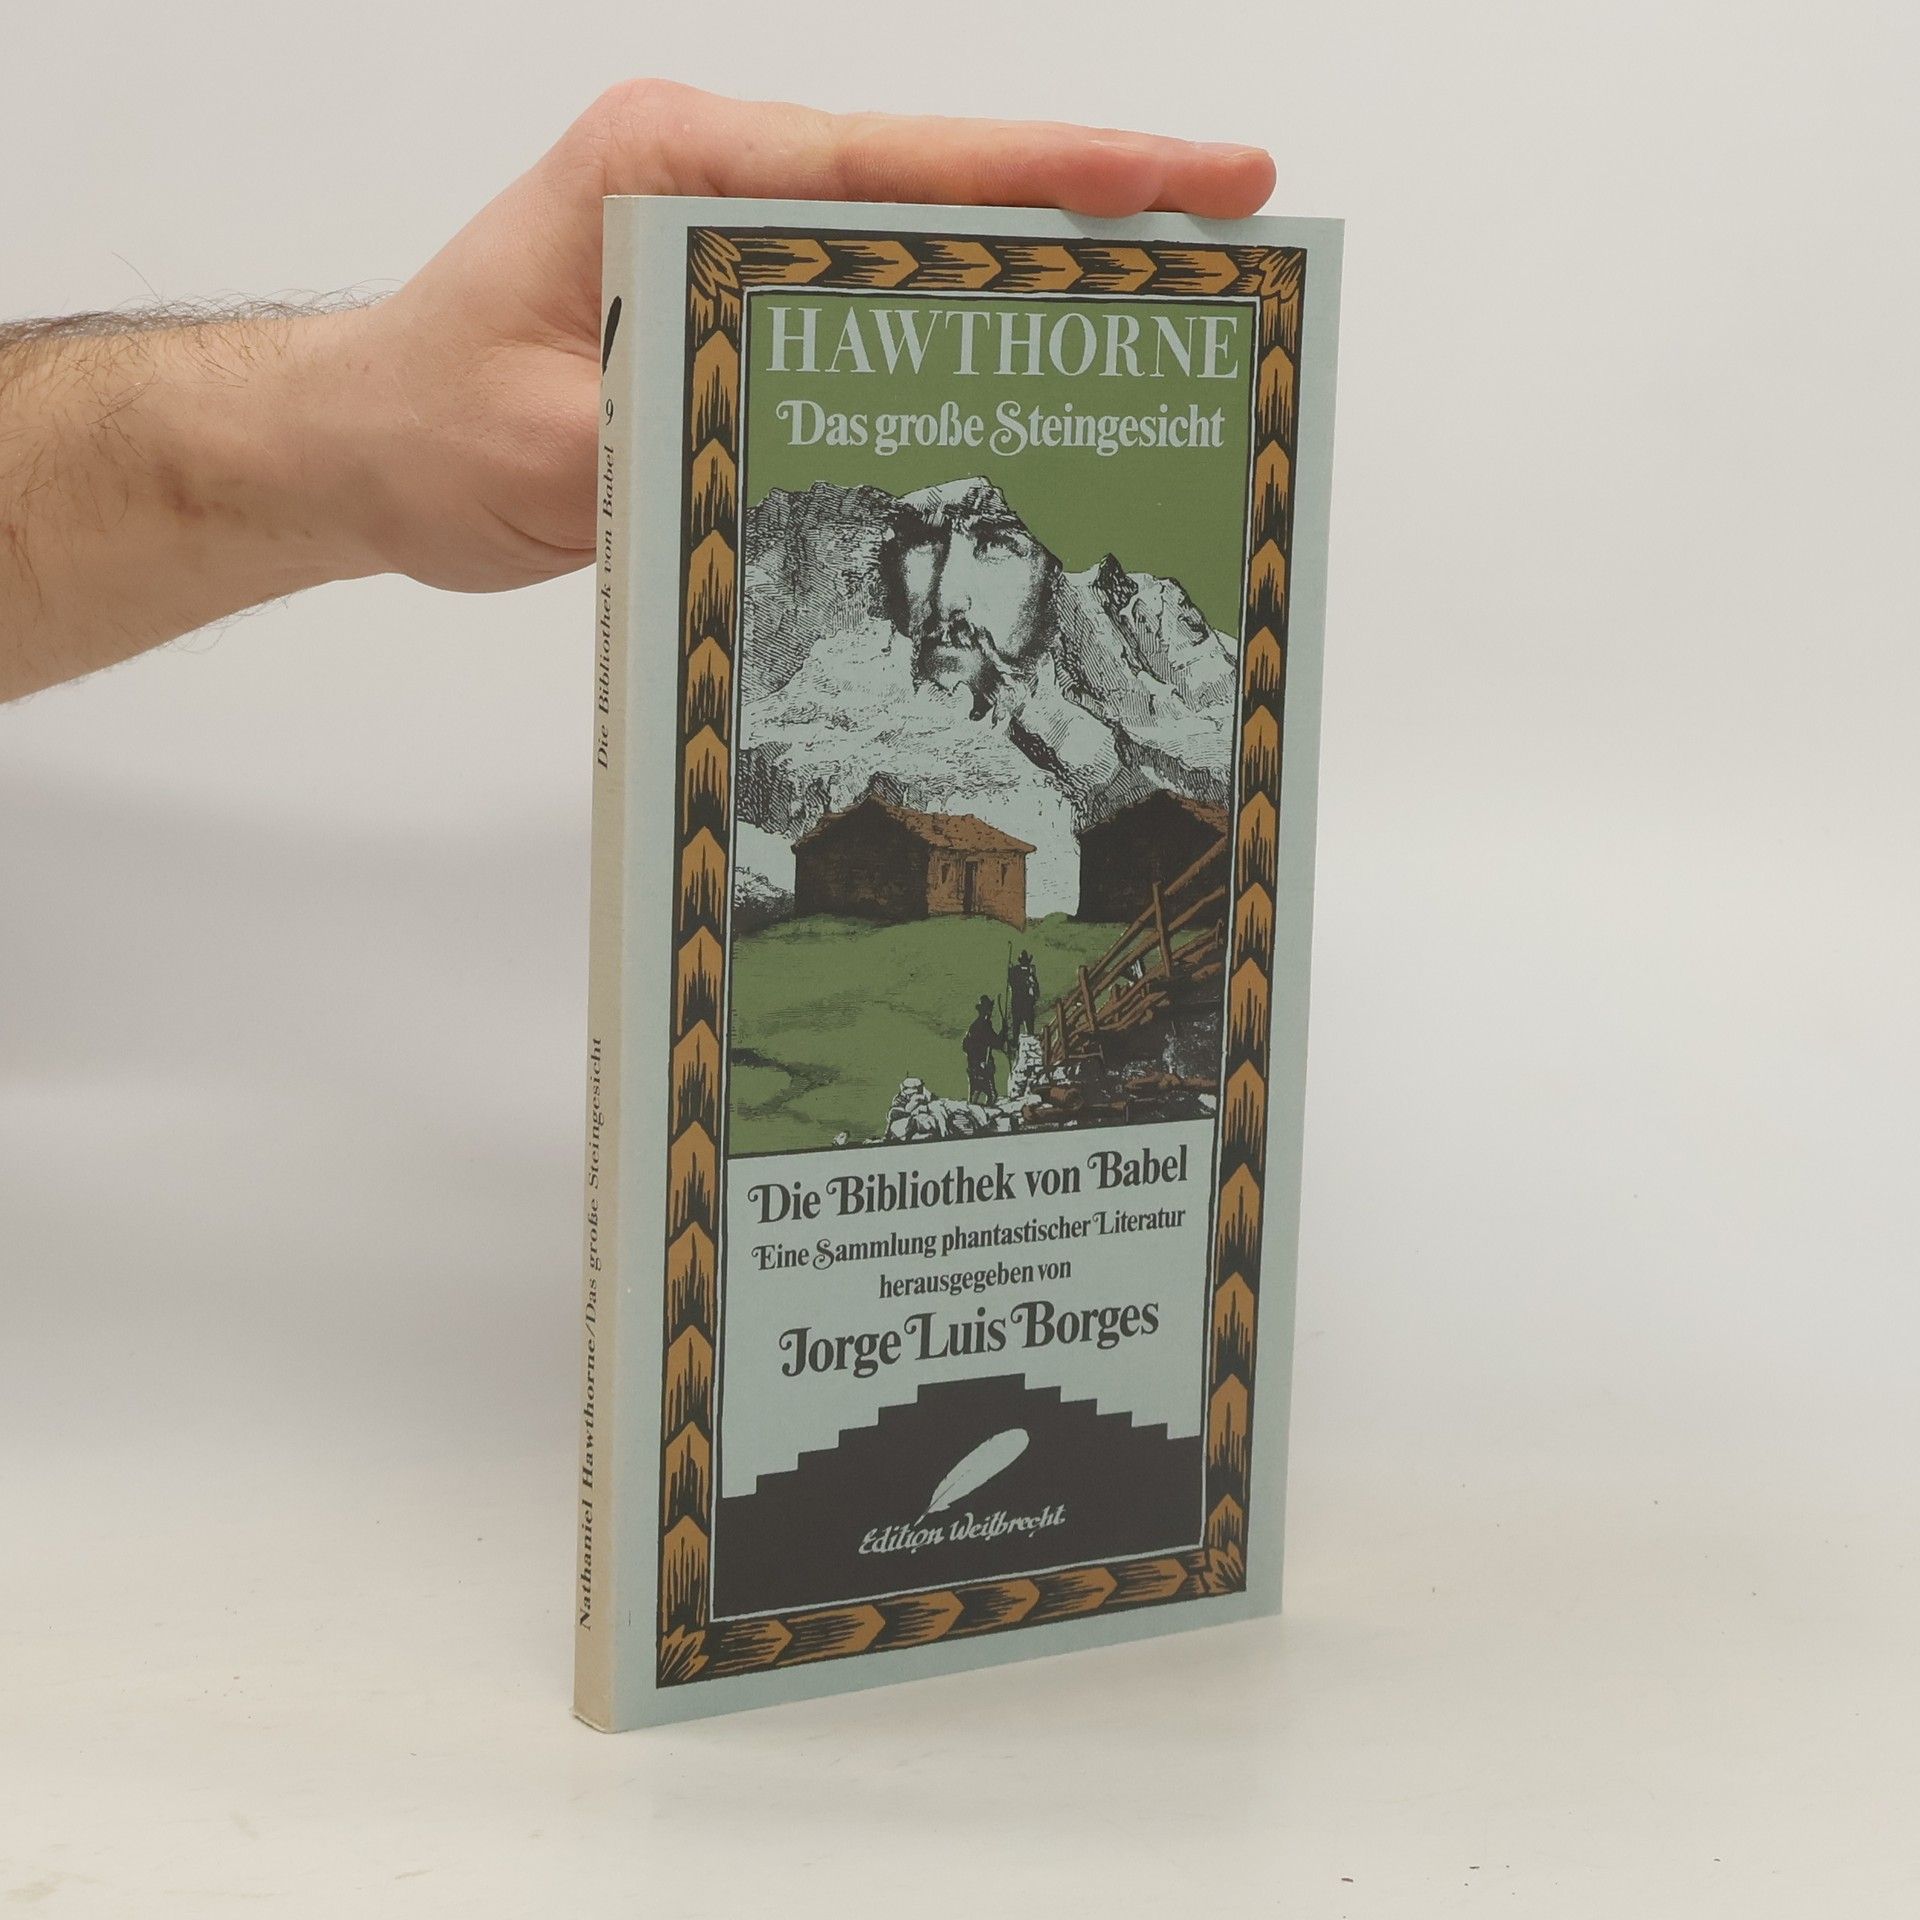 HAWTHORNE
Das große Steingesicht
Die Bibliothek von Babel
Eine Sammlung phantastischer Literatur
herausgegeben von
Jorge Luis Borges
Edition Weitbrecht
Nathaniel Hawthorne/Das große Steingesicht
Die Bibliothek von Babel 9